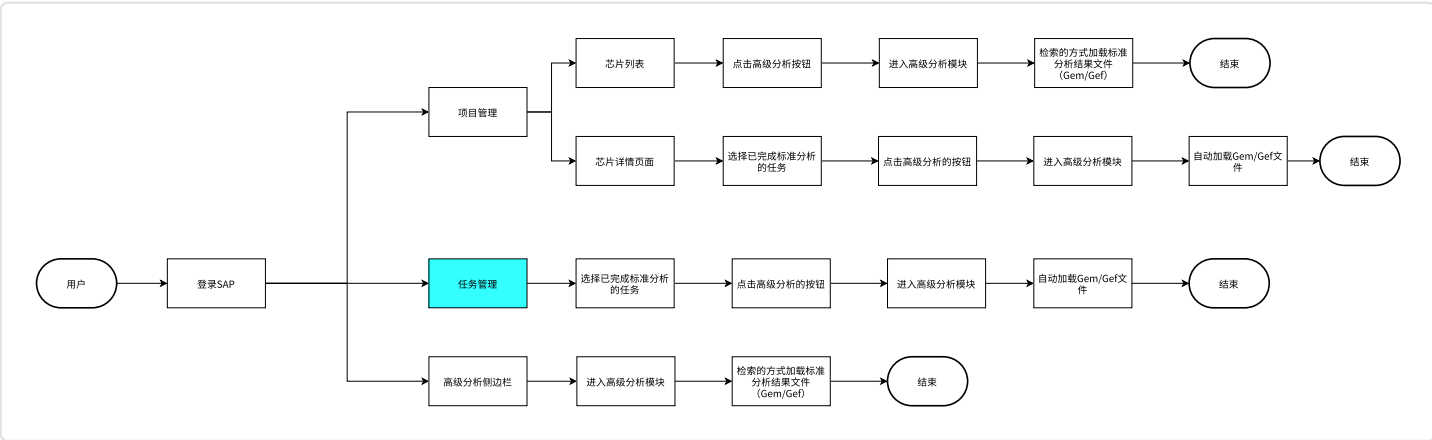 芯片列表
点击高级分析按钮
进入高级分析模块
检索的方式加载标准
分析结果文件
（Gem/Gef）
结束
项目管理
芯片详情页面
选择已完成标准分析
的任务
点击高级分析的按钮
进入高级分析模块
自动加载Gem/Gef文
件
结束
用户
登录SAP
任务管理
选择已完成标准分析
的任务
点击高级分析的按钮
进入高级分析模块
自动加载Gem/Gef文
件
结束
高级分析侧边栏
进入高级分析模块
检索的方式加载标准
分析结果文件
（Gem/Gef）
结束